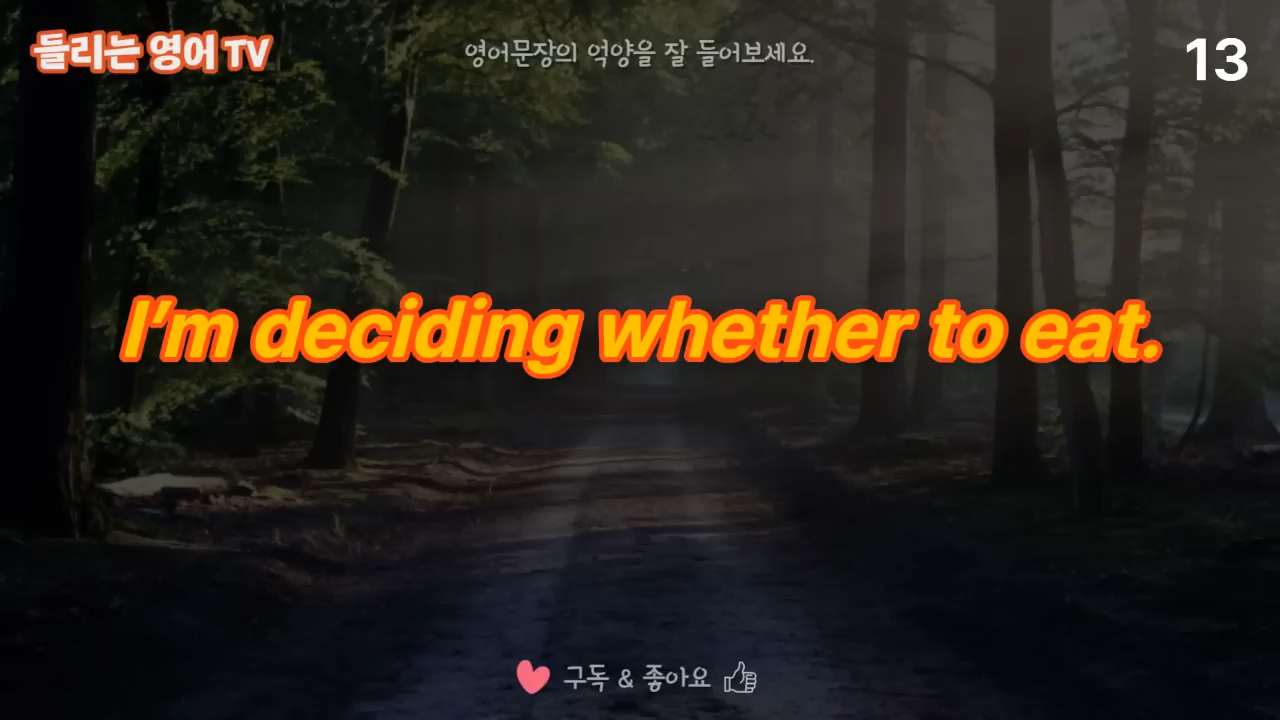 들리는 영어 TV
영어문장의 억양을 잘 들어보세요.
13
I'm deciding whether to eat.
구독 & 좋아요